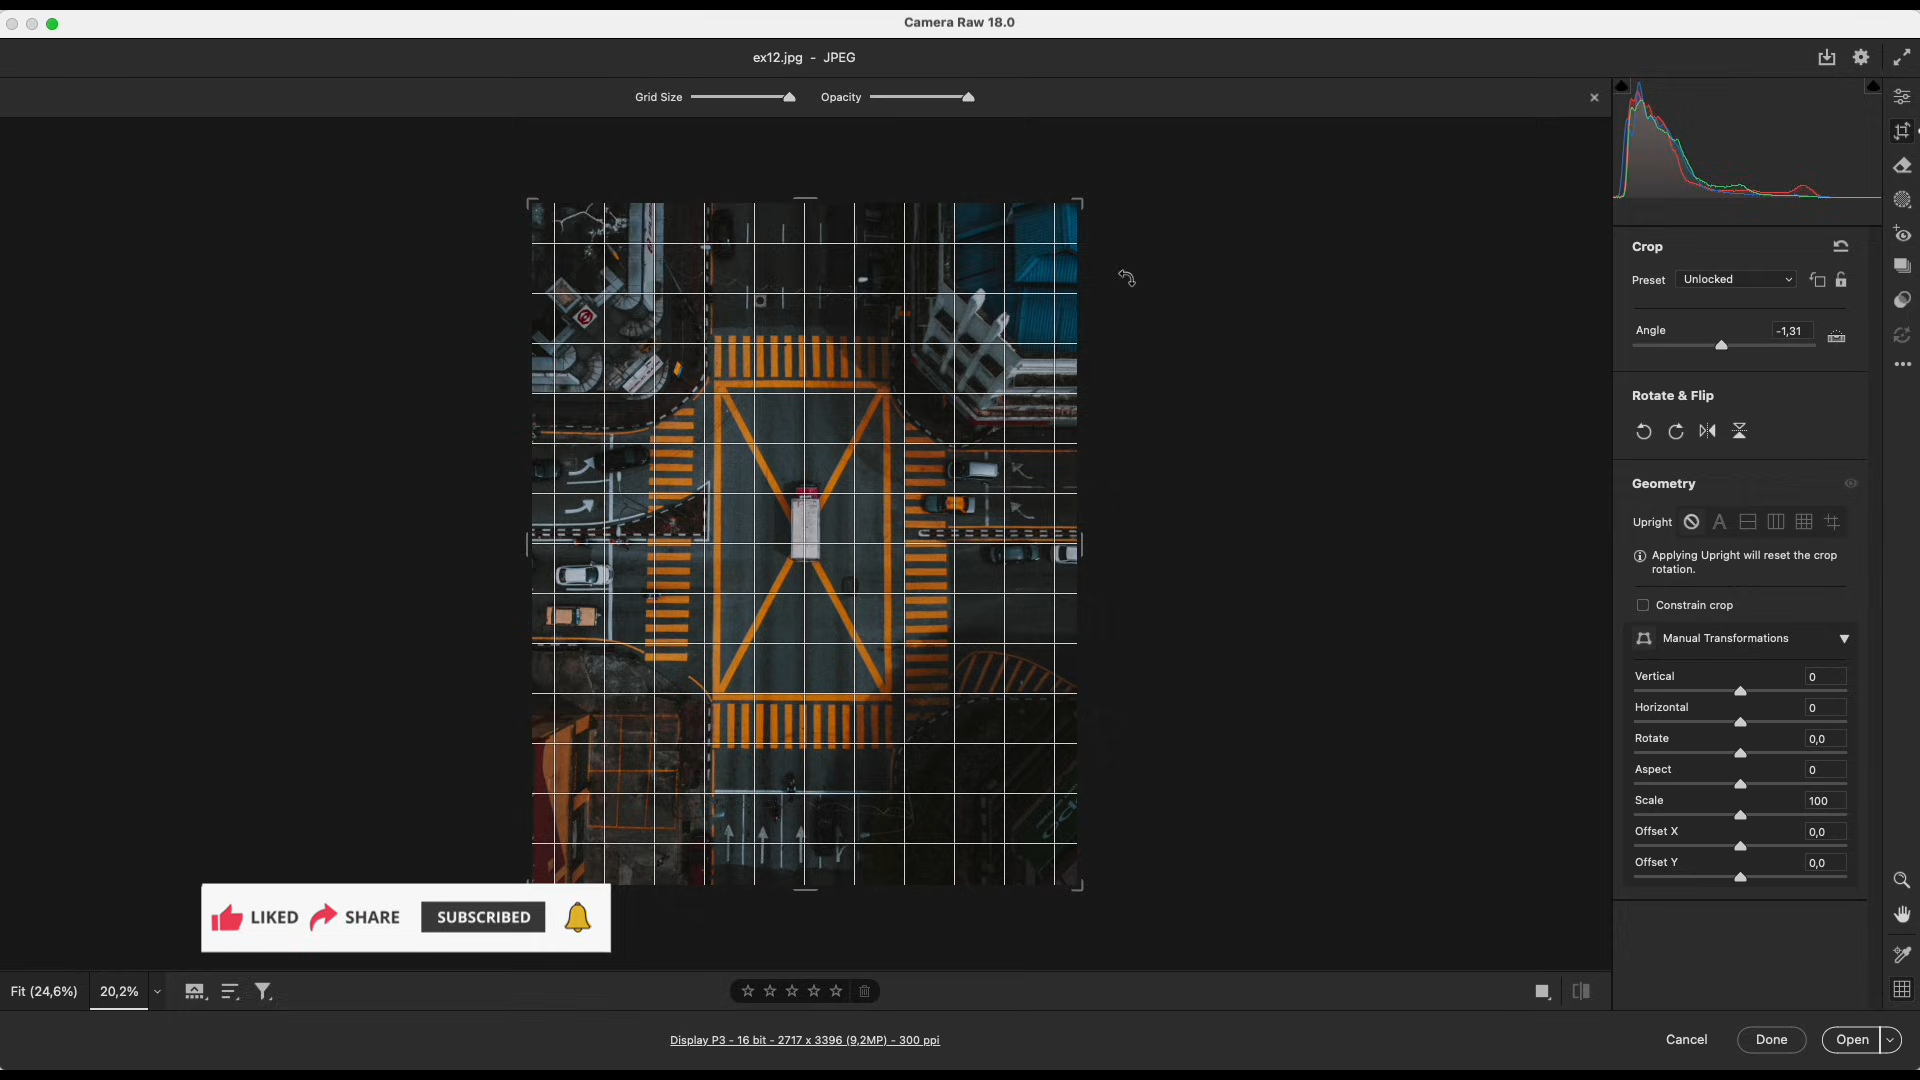 Camera Raw 18.0
ex12.jpg - JPEG
Grid Size
Opacity
Crop
Preset Unlocked
Angle -1,31
Rotate & Flip
Geometry
Upright
Applying Upright will reset the crop
rotation.
Constrain crop
Manual Transformations
Vertical 0
Horizontal 0
Rotate 0,0
Aspect 0
Scale 100
Offset X 0,0
Offset Y 0,0
LIKED SHARE SUBSCRIBED
Fit (24,6%) 20,2%
Display P3 - 16 bit - 2717 x 3396 (9,2MP) - 300 ppi
Cancel Done Open